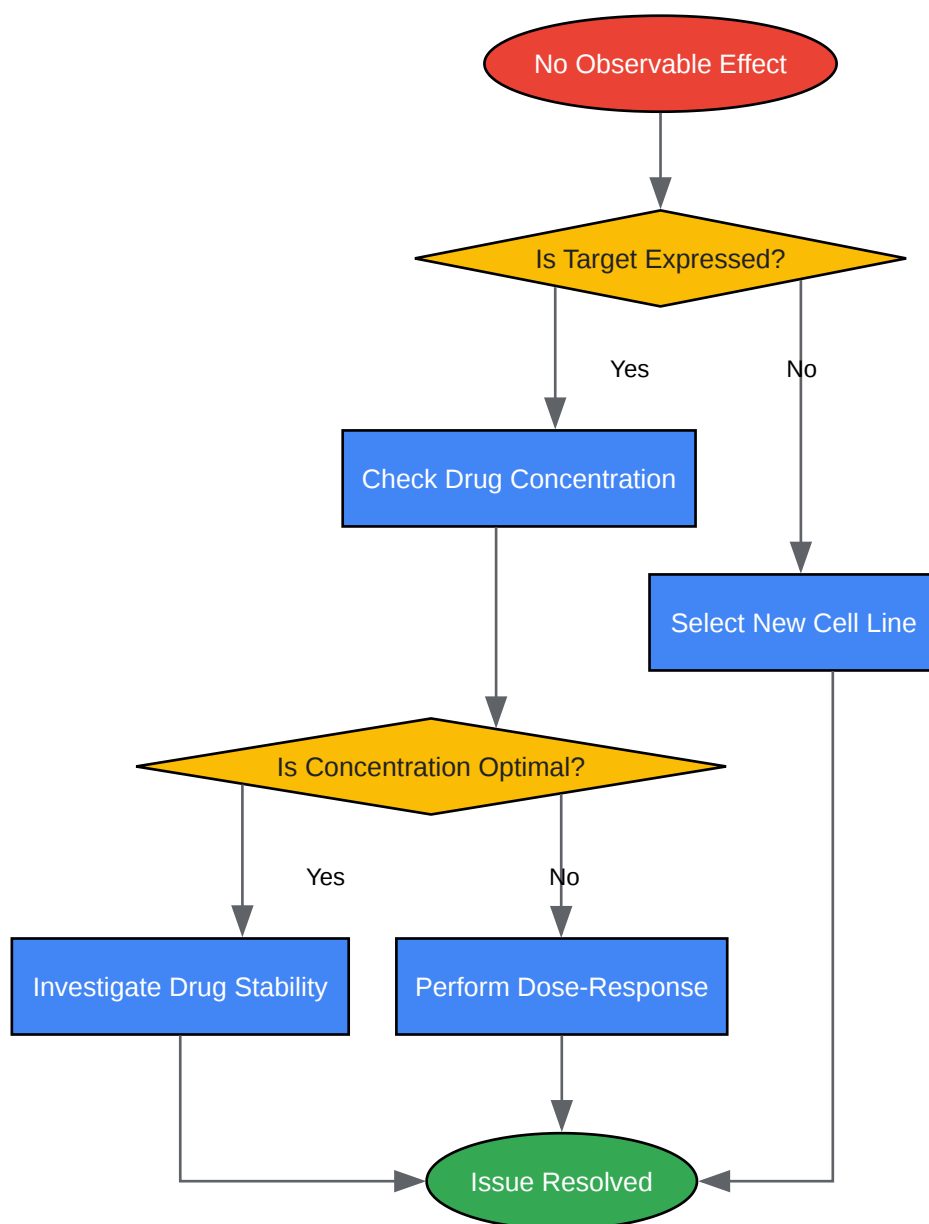 No Observable Effect
Is Target Expressed?
Yes
No
Check Drug Concentration
Select New Cell Line
Is Concentration Optimal?
Yes
No
Investigate Drug Stability
Perform Dose-Response
Issue Resolved